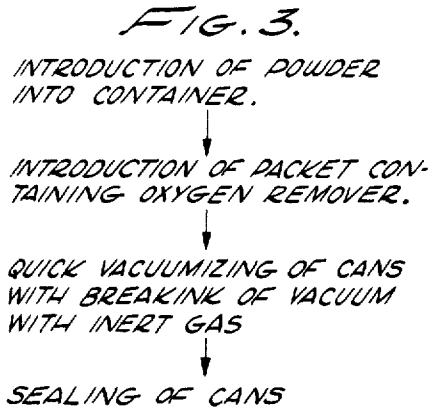 FIG. 3.
INTRODUCTION OF POWDER
INTO CONTAINER.
INTRODUCTION OF PACKET CON-
TAINING OXYGEN REMOVER.
QUICK VACUUMIZING OF CANS
WITH BREAKINK OF VACUUM
WITH INERT GAS
SEALING OF CANS